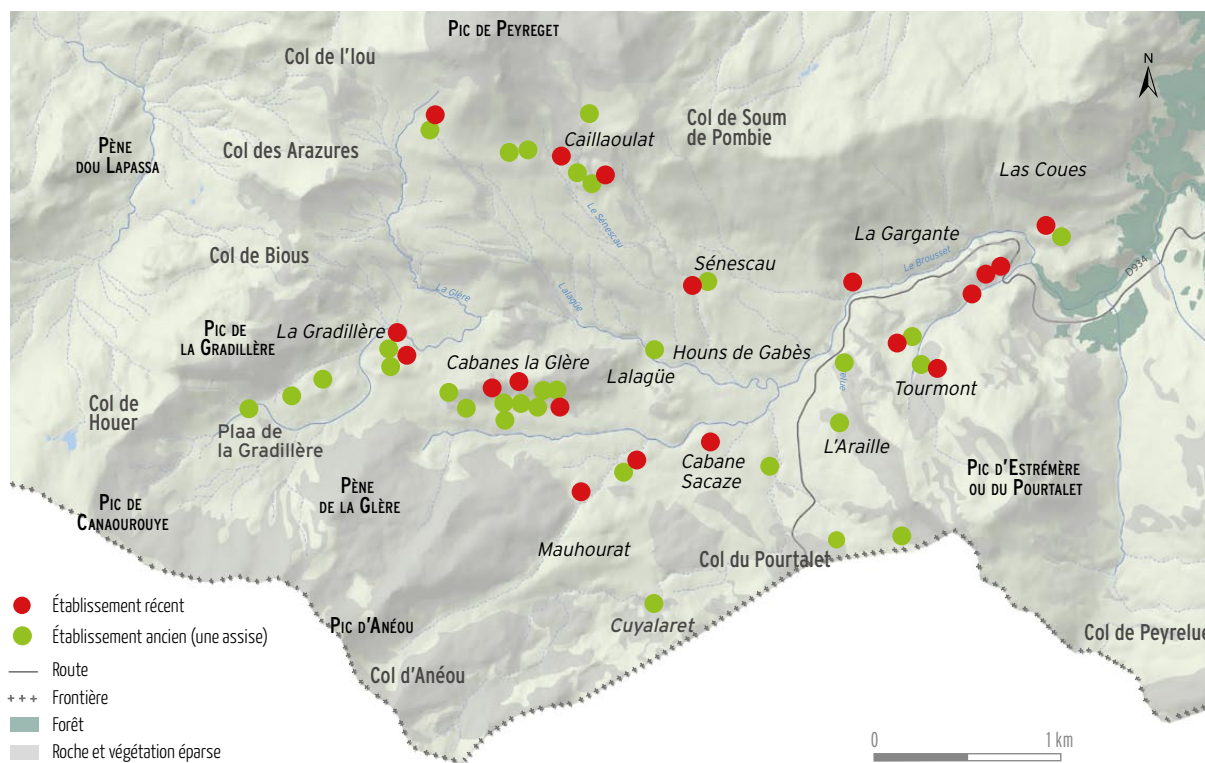 Pic de Peyreget
Col de l'Iou
N
Caillaoulat
Col de Soum
de Pombie
Pène
dou Lapassa
Col des Arazures
Las Coues
Le Sénescau
La Gargante
Le Brousset
D934
Col de Bious
Sénescau
La Glère
Lalagüe
Pic de
la Gradillère
La Gradillère
Cabanes la Glère
Houns de Gabès
Lalagüe
Tourmont
Col de
Houer
Plaa de
la Gradillère
L'Araille
Cabane
Sacaze
Pic d'Estrémère
ou du Pourtalet
Pène
de la Glère
Pic de
Canaourouye
Mauhourat
Col du Pourtalet
Cuyalaret
Pic d'Anéou
Col d'Anéou
Col de Peyrelue
Établissement récent
Établissement ancien (une assise)
Route
Frontière
Forêt
Roche et végétation éparse
0
1 km